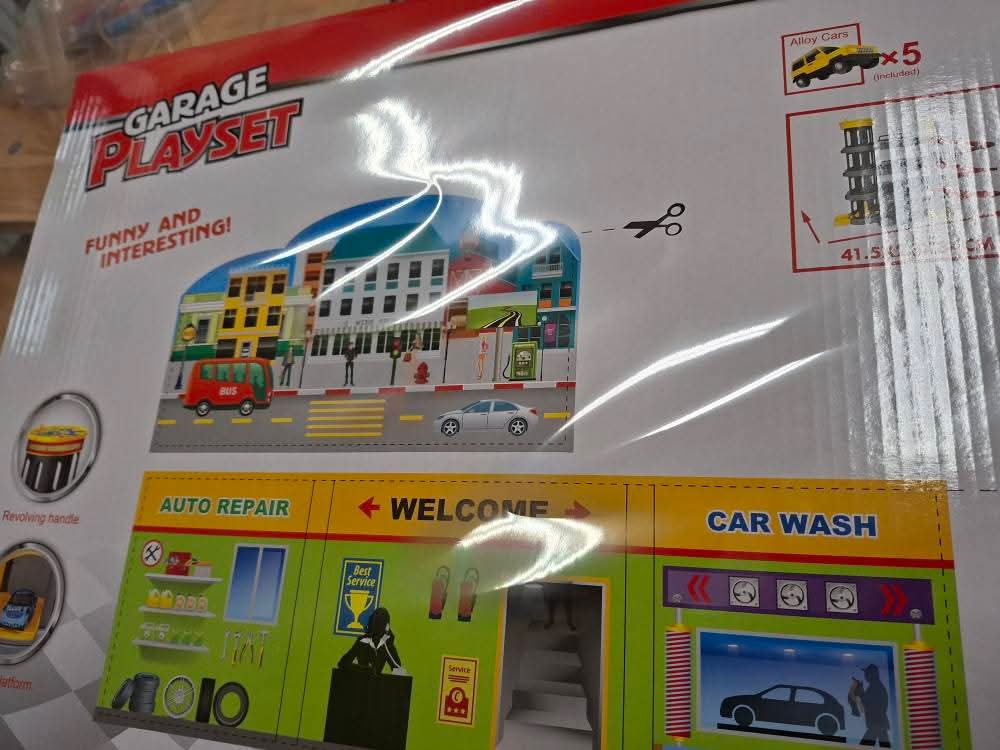 GARAGE
PLAYSET
FUNNY AND
INTERESTING!
Alloy Cars
×5
(included)
41.5
CM
BUS
Revolving handle
AUTO REPAIR
WELCOME
CAR WASH
Best
Service
Service
latform